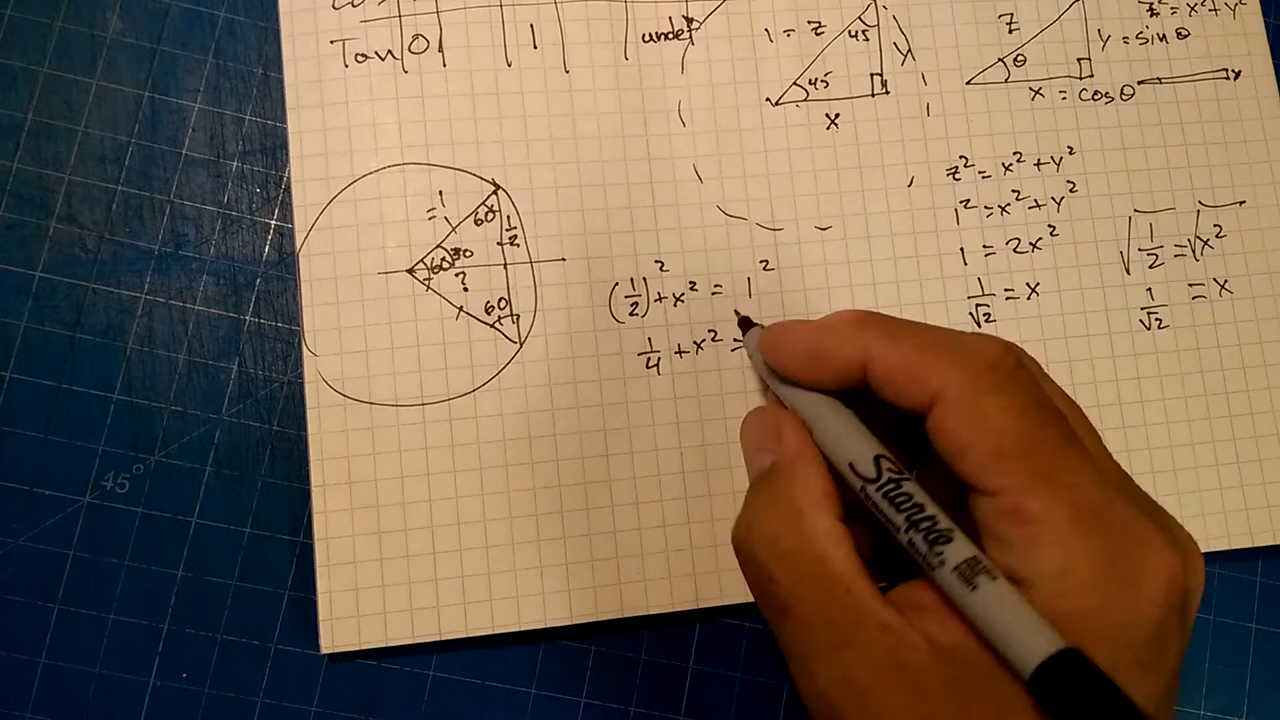 Tan 0 1 undef
1 = z 45 y
45
x
z z² = x² + y²
θ y = sin θ
x = cos θ x
=1
60 1/2
60 30
?
60
(1/2)² + x² = 1²
1/4 + x² =
z² = x² + y²
1² = x² + y²
1 = 2x²
1/√2 = x
√1/2 = √x²
1/√2 = x
45°
Sharpie